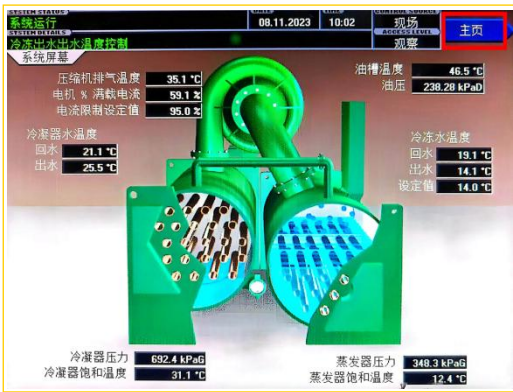 SYSTEM STATUS
系统运行
SYSTEM DETAILS
冷冻出水出水温度控制
DATE
08.11.2023
TIME
10:02
CONTROL SOURCE
现场
ACCESS LEVEL
观察
主页
系统屏幕
压缩机排气温度 35.1 °C
电机 % 满载电流 59.1 %
电流限制设定值 95.0 %
油槽温度 46.5 °C
油压 238.28 kPaD
冷凝器水温度
回水 21.1 °C
出水 25.5 °C
冷冻水温度
回水 19.1 °C
出水 14.1 °C
设定值 14.0 °C
冷凝器压力 692.4 kPaG
冷凝器饱和温度 31.1 °C
蒸发器压力 348.3 kPaG
蒸发器饱和温度 12.4 °C